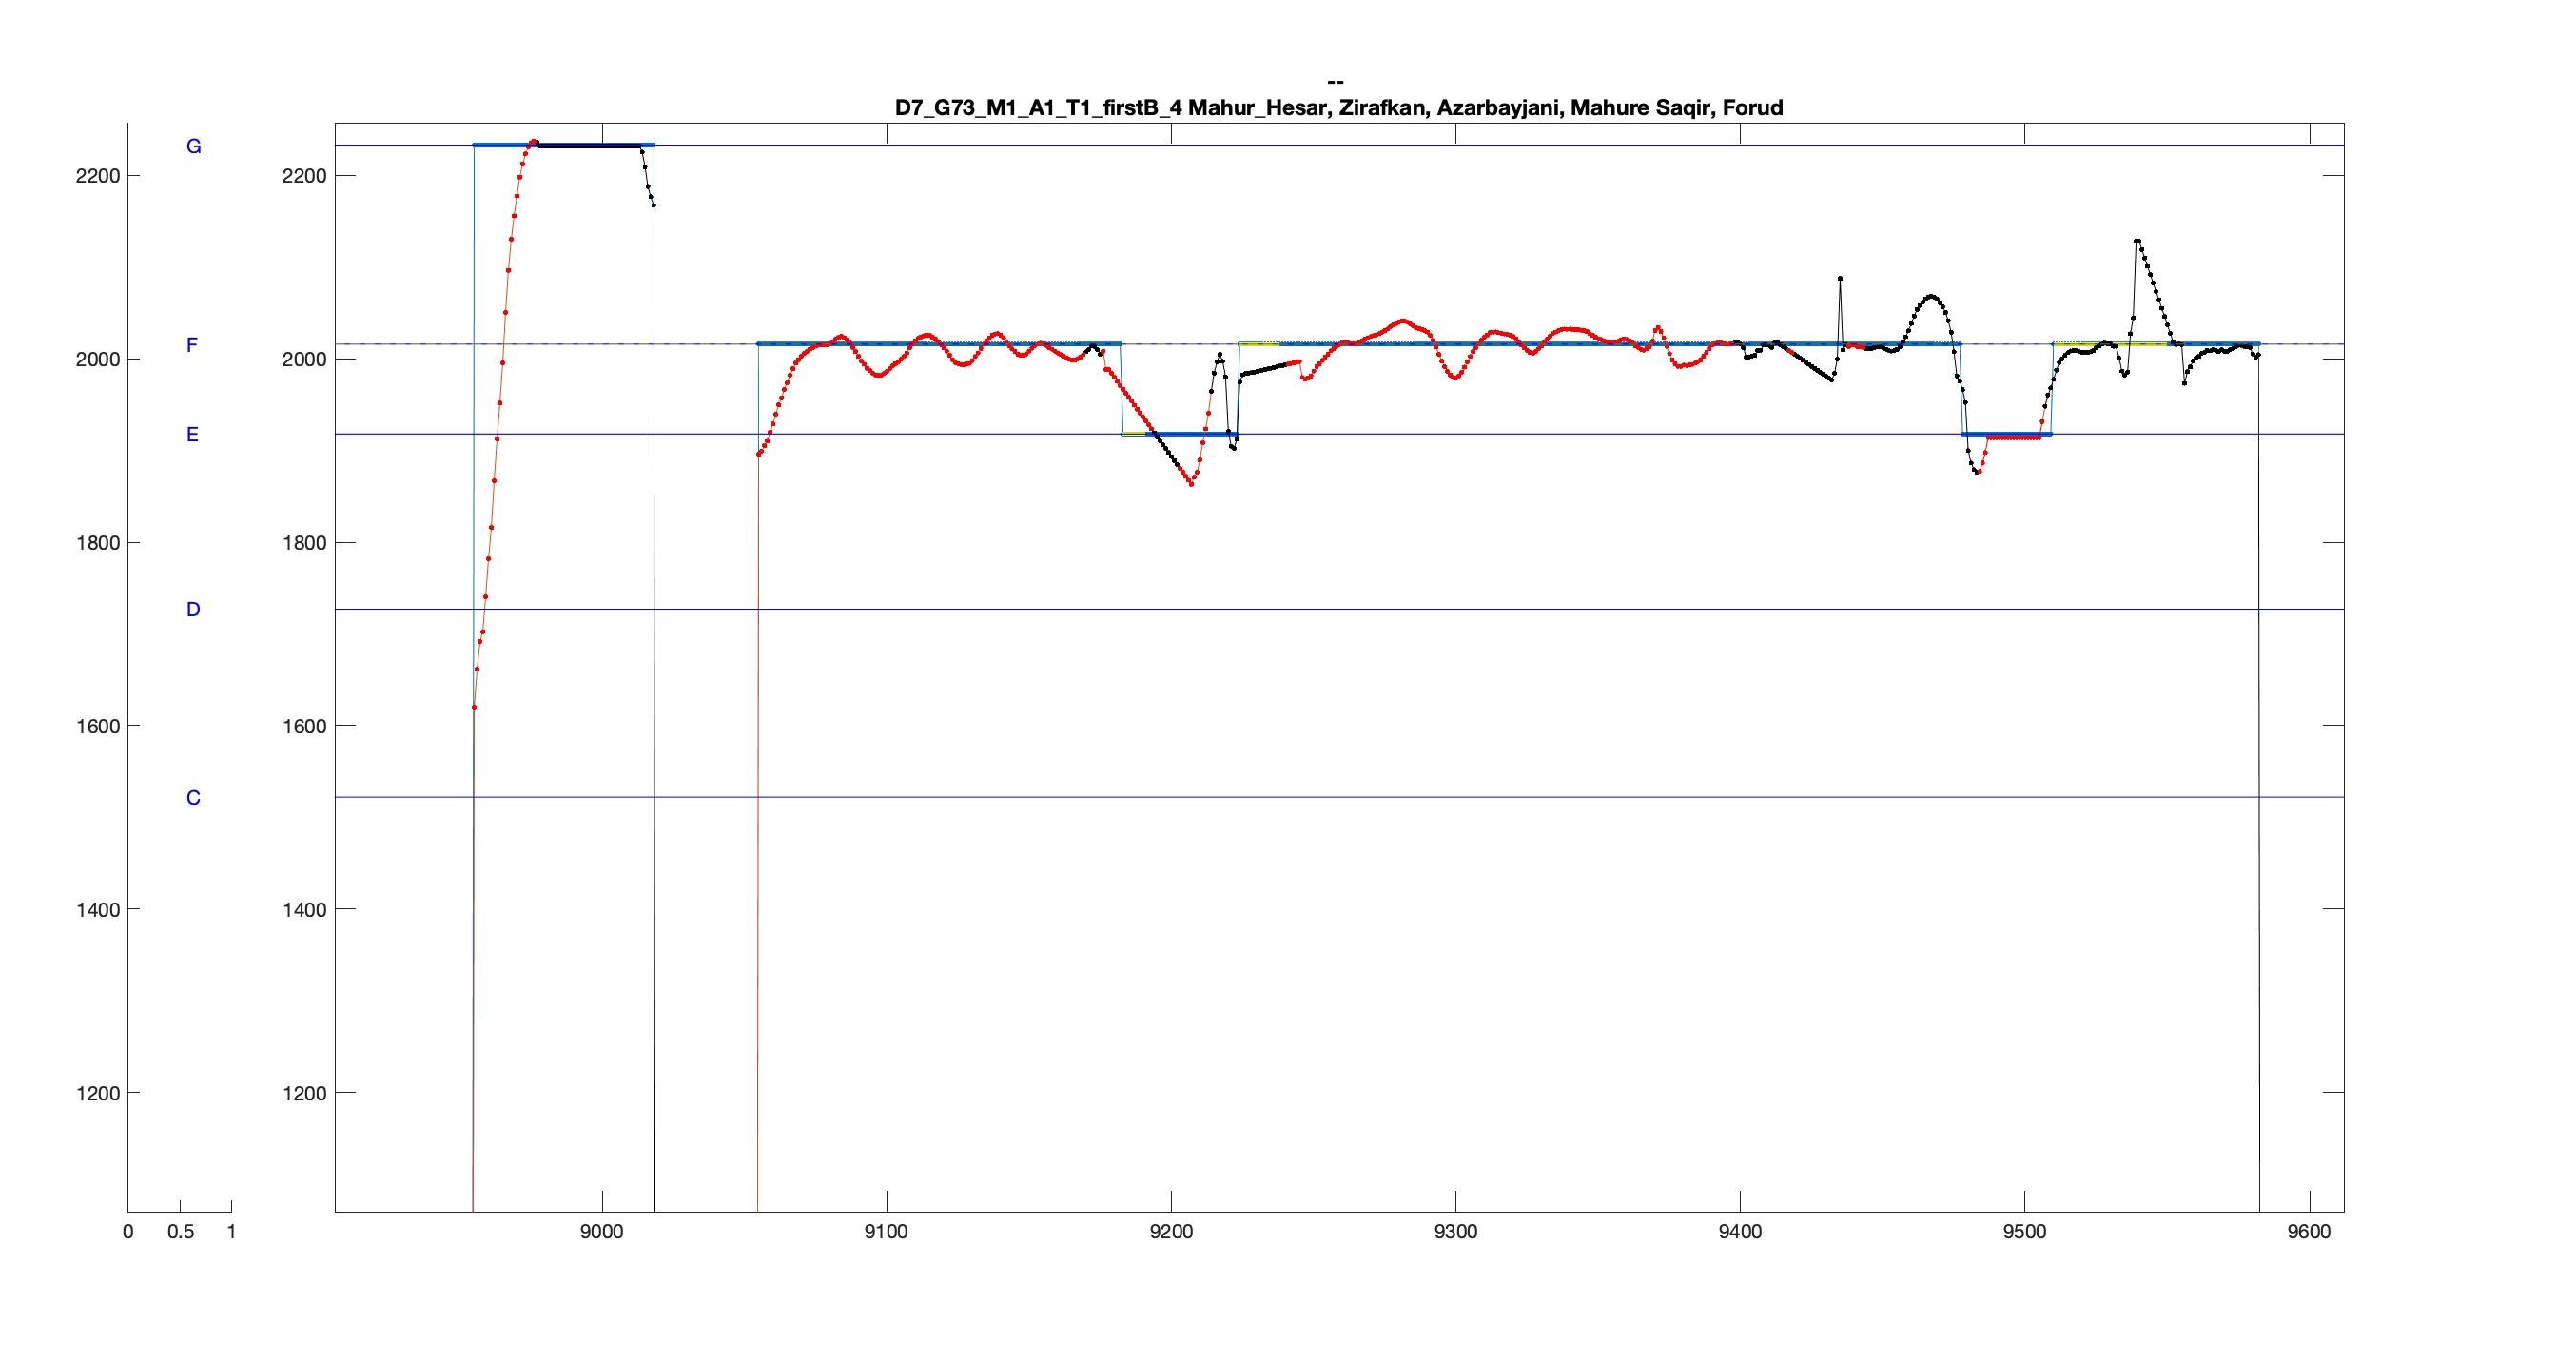 --
D7_G73_M1_A1_T1_firstB_4 Mahur_Hesar, Zirafkan, Azarbayjani, Mahure Saqir, Forud
G
2200 2200
F
2000 2000
E
1800 1800
D
1600 1600
C
1400 1400
1200 1200
0 0.5 1 9000 9100 9200 9300 9400 9500 9600